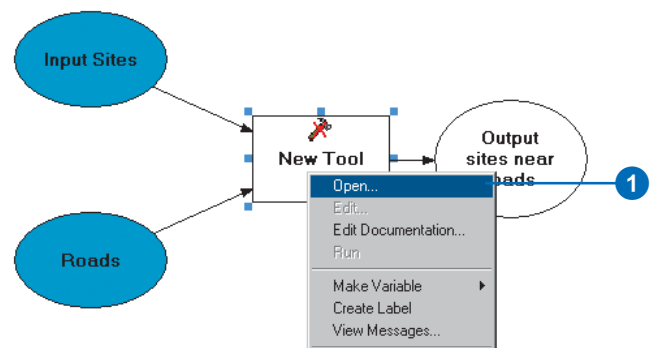 Input Sites
New Tool
Output
sites near
roads
Roads
Open...
Edit...
Edit Documentation...
Run
Make Variable
Create Label
View Messages...
1